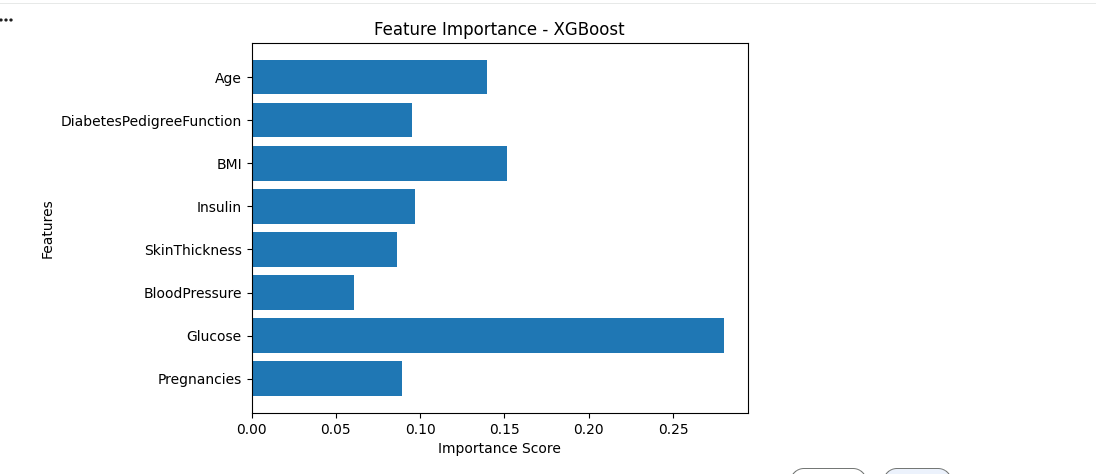 Feature Importance - XGBoost
Age
DiabetesPedigreeFunction
BMI
Insulin
SkinThickness
BloodPressure
Glucose
Pregnancies
Features
0.00 0.05 0.10 0.15 0.20 0.25
Importance Score